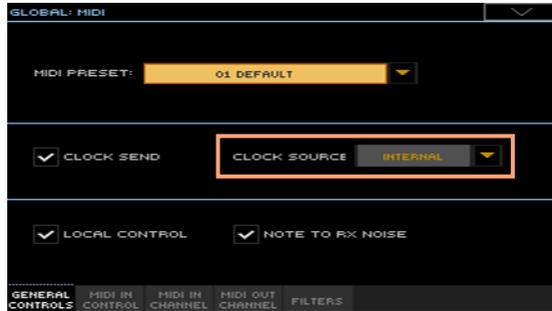 GLOBAL: MIDI
MIDI PRESET: 01 DEFAULT
CLOCK SEND CLOCK SOURCE INTERNAL
LOCAL CONTROL NOTE TO RX NOISE
GENERAL CONTROLS MIDI IN CONTROL MIDI IN CHANNEL MIDI OUT CHANNEL FILTERS